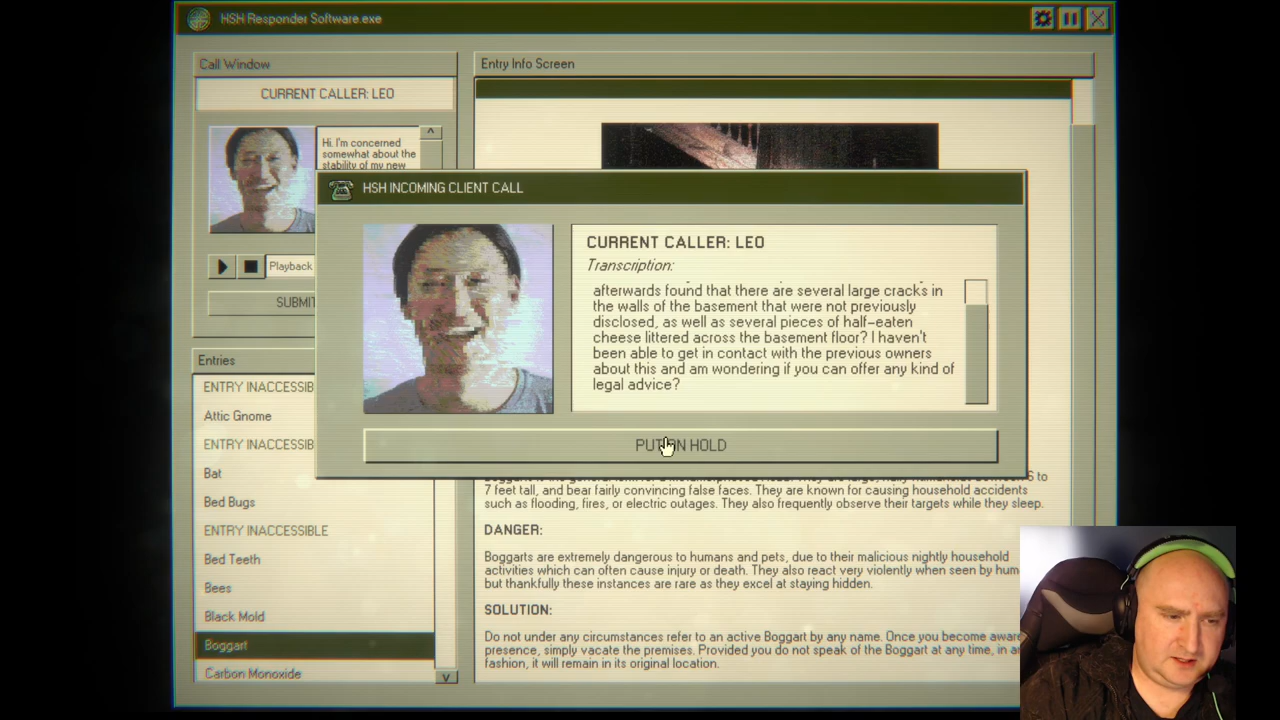 HSH Responder Software.exe
Call Window
CURRENT CALLER: LEO
Hi. I'm concerned
somewhat about the
stability of my new
Playback
SUBMIT
Entries
ENTRY INACCESSIB
Attic Gnome
ENTRY INACCESSIB
Bat
Bed Bugs
ENTRY INACCESSIBLE
Bed Teeth
Bees
Black Mold
Boggart
Carbon Monoxide
Entry Info Screen
HSH INCOMING CLIENT CALL
CURRENT CALLER: LEO
Transcription:
afterwards found that there are several large cracks in
the walls of the basement that were not previously
disclosed, as well as several pieces of half-eaten
cheese littered across the basement floor? I haven't
been able to get in contact with the previous owners
about this and am wondering if you can offer any kind of
legal advice?
PUT ON HOLD
6 to
7 feet tall, and bear fairly convincing false faces. They are known for causing household accidents
such as flooding, fires, or electric outages. They also frequently observe their targets while they sleep.
DANGER:
Boggarts are extremely dangerous to humans and pets, due to their malicious nightly household
activities which can often cause injury or death. They also react very violently when seen by hum
but thankfully these instances are rare as they excel at staying hidden.
SOLUTION:
Do not under any circumstances refer to an active Boggart by any name. Once you become aware
presence, simply vacate the premises. Provided you do not speak of the Boggart at any time, in an
fashion, it will remain in its original location.